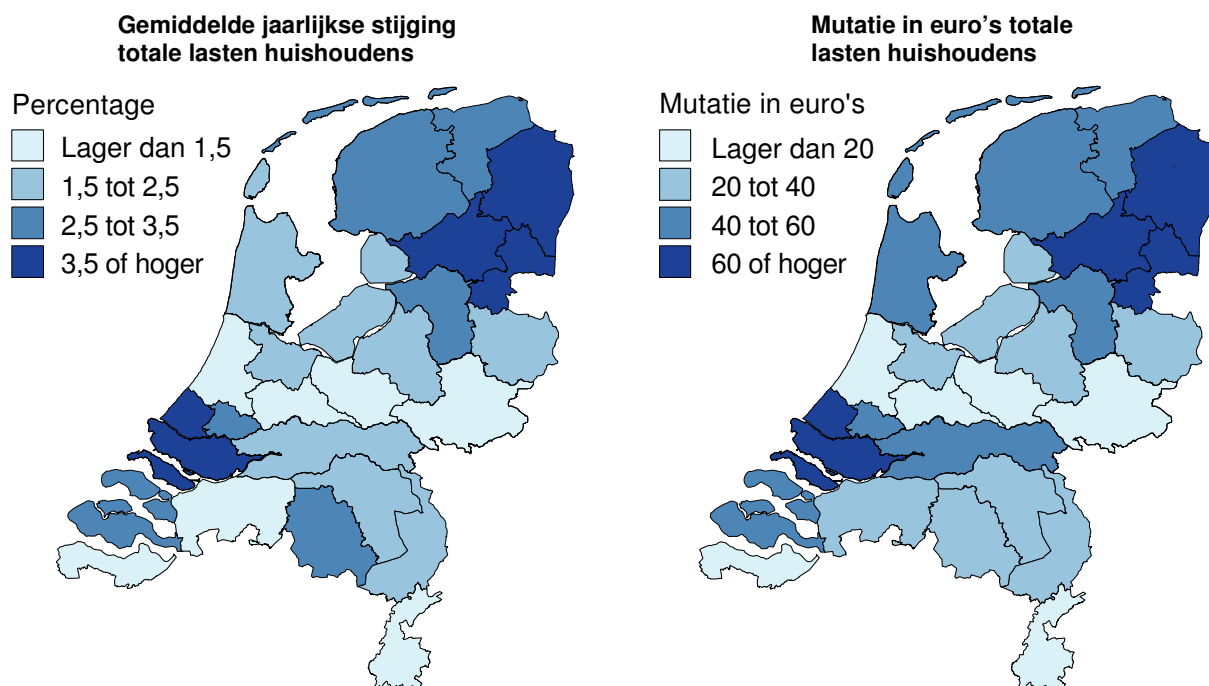 Gemiddelde jaarlijkse stijging
totale lasten huishoudens
Percentage
Lager dan 1,5
1,5 tot 2,5
2,5 tot 3,5
3,5 of hoger
Mutatie in euro’s totale
lasten huishoudens
Mutatie in euro's
Lager dan 20
20 tot 40
40 tot 60
60 of hoger